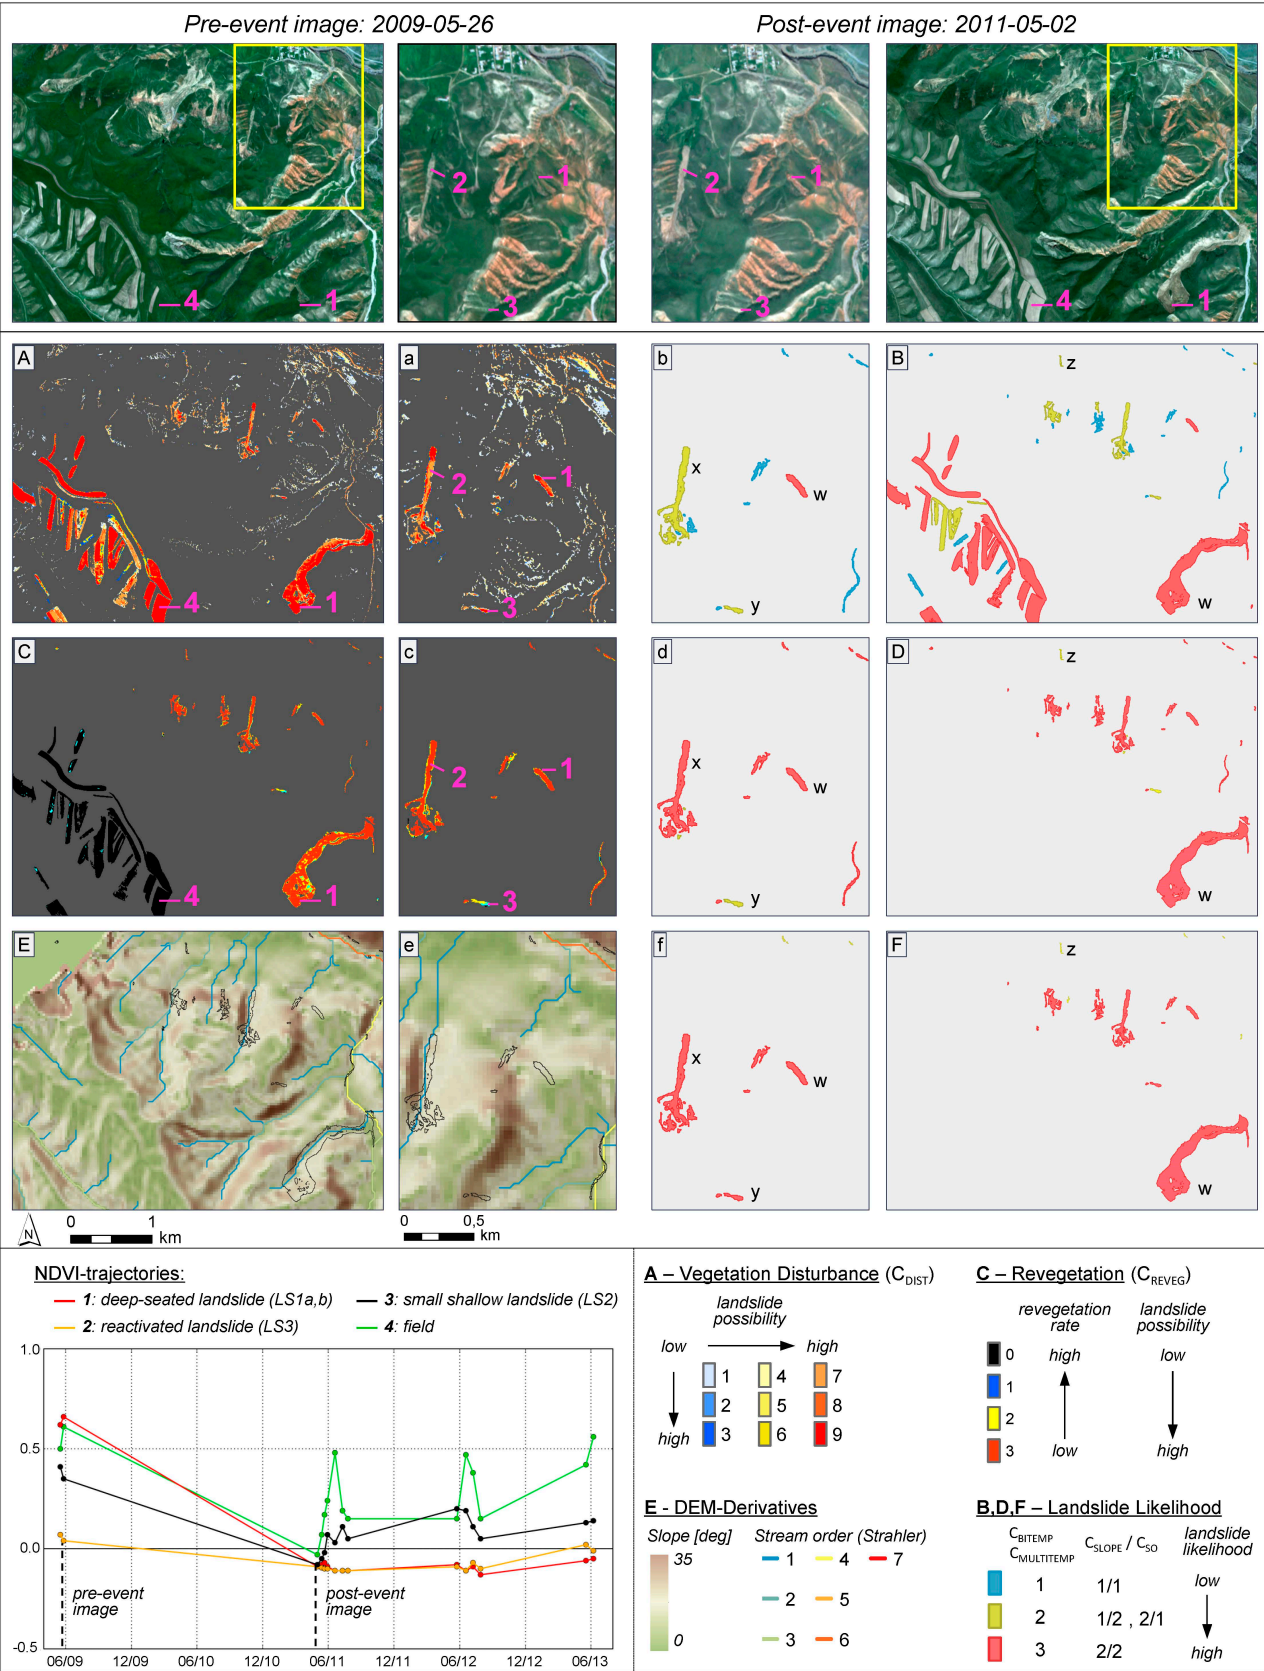 Pre-event image: 2009-05-26
Post-event image: 2011-05-02
2
1
3
4
1
2
1
3
4
1
A
4
1
a
2
1
3
b
x
w
y
B
z
w
C
4
1
c
2
1
3
d
x
w
y
D
z
w
E
e
f
x
w
y
F
z
w
N
0 1
km
0 0,5
km
NDVI-trajectories:
1: deep-seated landslide (LS1a,b)
3: small shallow landslide (LS2)
2: reactivated landslide (LS3)
4: field
1.0
0.5
0.0
-0.5
pre-event
image
post-event
image
06/09 12/09 06/10 12/10 06/11 12/11 06/12 12/12 06/13
A – Vegetation Disturbance (CDIST)
landslide
possibility
low high
high
1 4 7
2 5 8
3 6 9
C – Revegetation (CREVEG)
revegetation
rate
landslide
possibility
0 high low
1
2
3 low high
E - DEM-Derivatives
Slope [deg]
35
0
Stream order (Strahler)
1 4 7
2 5
3 6
B,D,F – Landslide Likelihood
CBITEMP
CMULTITEMP
CSLOPE / CSO
landslide
likelihood
1 1/1 low
2 1/2 , 2/1
3 2/2 high